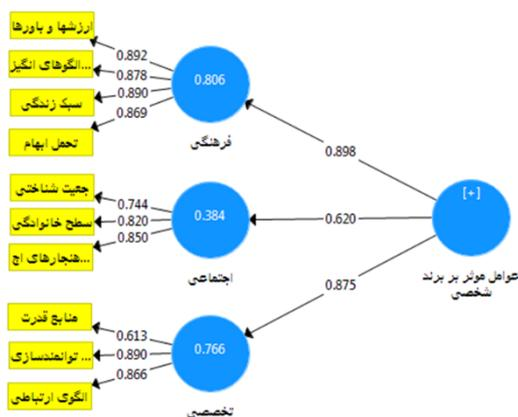 ارزشها و باورها
0.892
...الگوهای انگیز
0.878
سبک زندگی
0.890
تحمل ابهام
0.869
0.806
فرهنگی
0.898
جمعیت شناختی
0.744
سطح خانوادگی
0.820
...هنجارهای اج
0.850
0.384
اجتماعی
0.620
[+]
عوامل موثر بر برند
شخصی
منابع قدرت
0.613
... توانمندسازی
0.890
الگوی ارتباطی
0.866
0.766
تخصصی
0.875